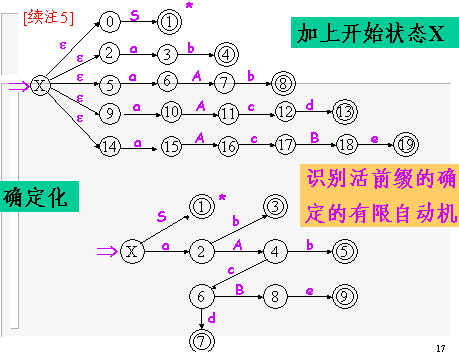 [续注5]
加上开始状态X
0 S 1 *
ε
2 a 3 b 4
ε
X ε 5 a 6 A 7 b 8
ε
9 a 10 A 11 c 12 d 13
ε
14 a 15 A 16 c 17 B 18 e 19
识别活前缀的确
定的有限自动机
确定化
1 * 3
S b
X a 2 A 4 b 5
c
6 B 8 e 9
d
7
17